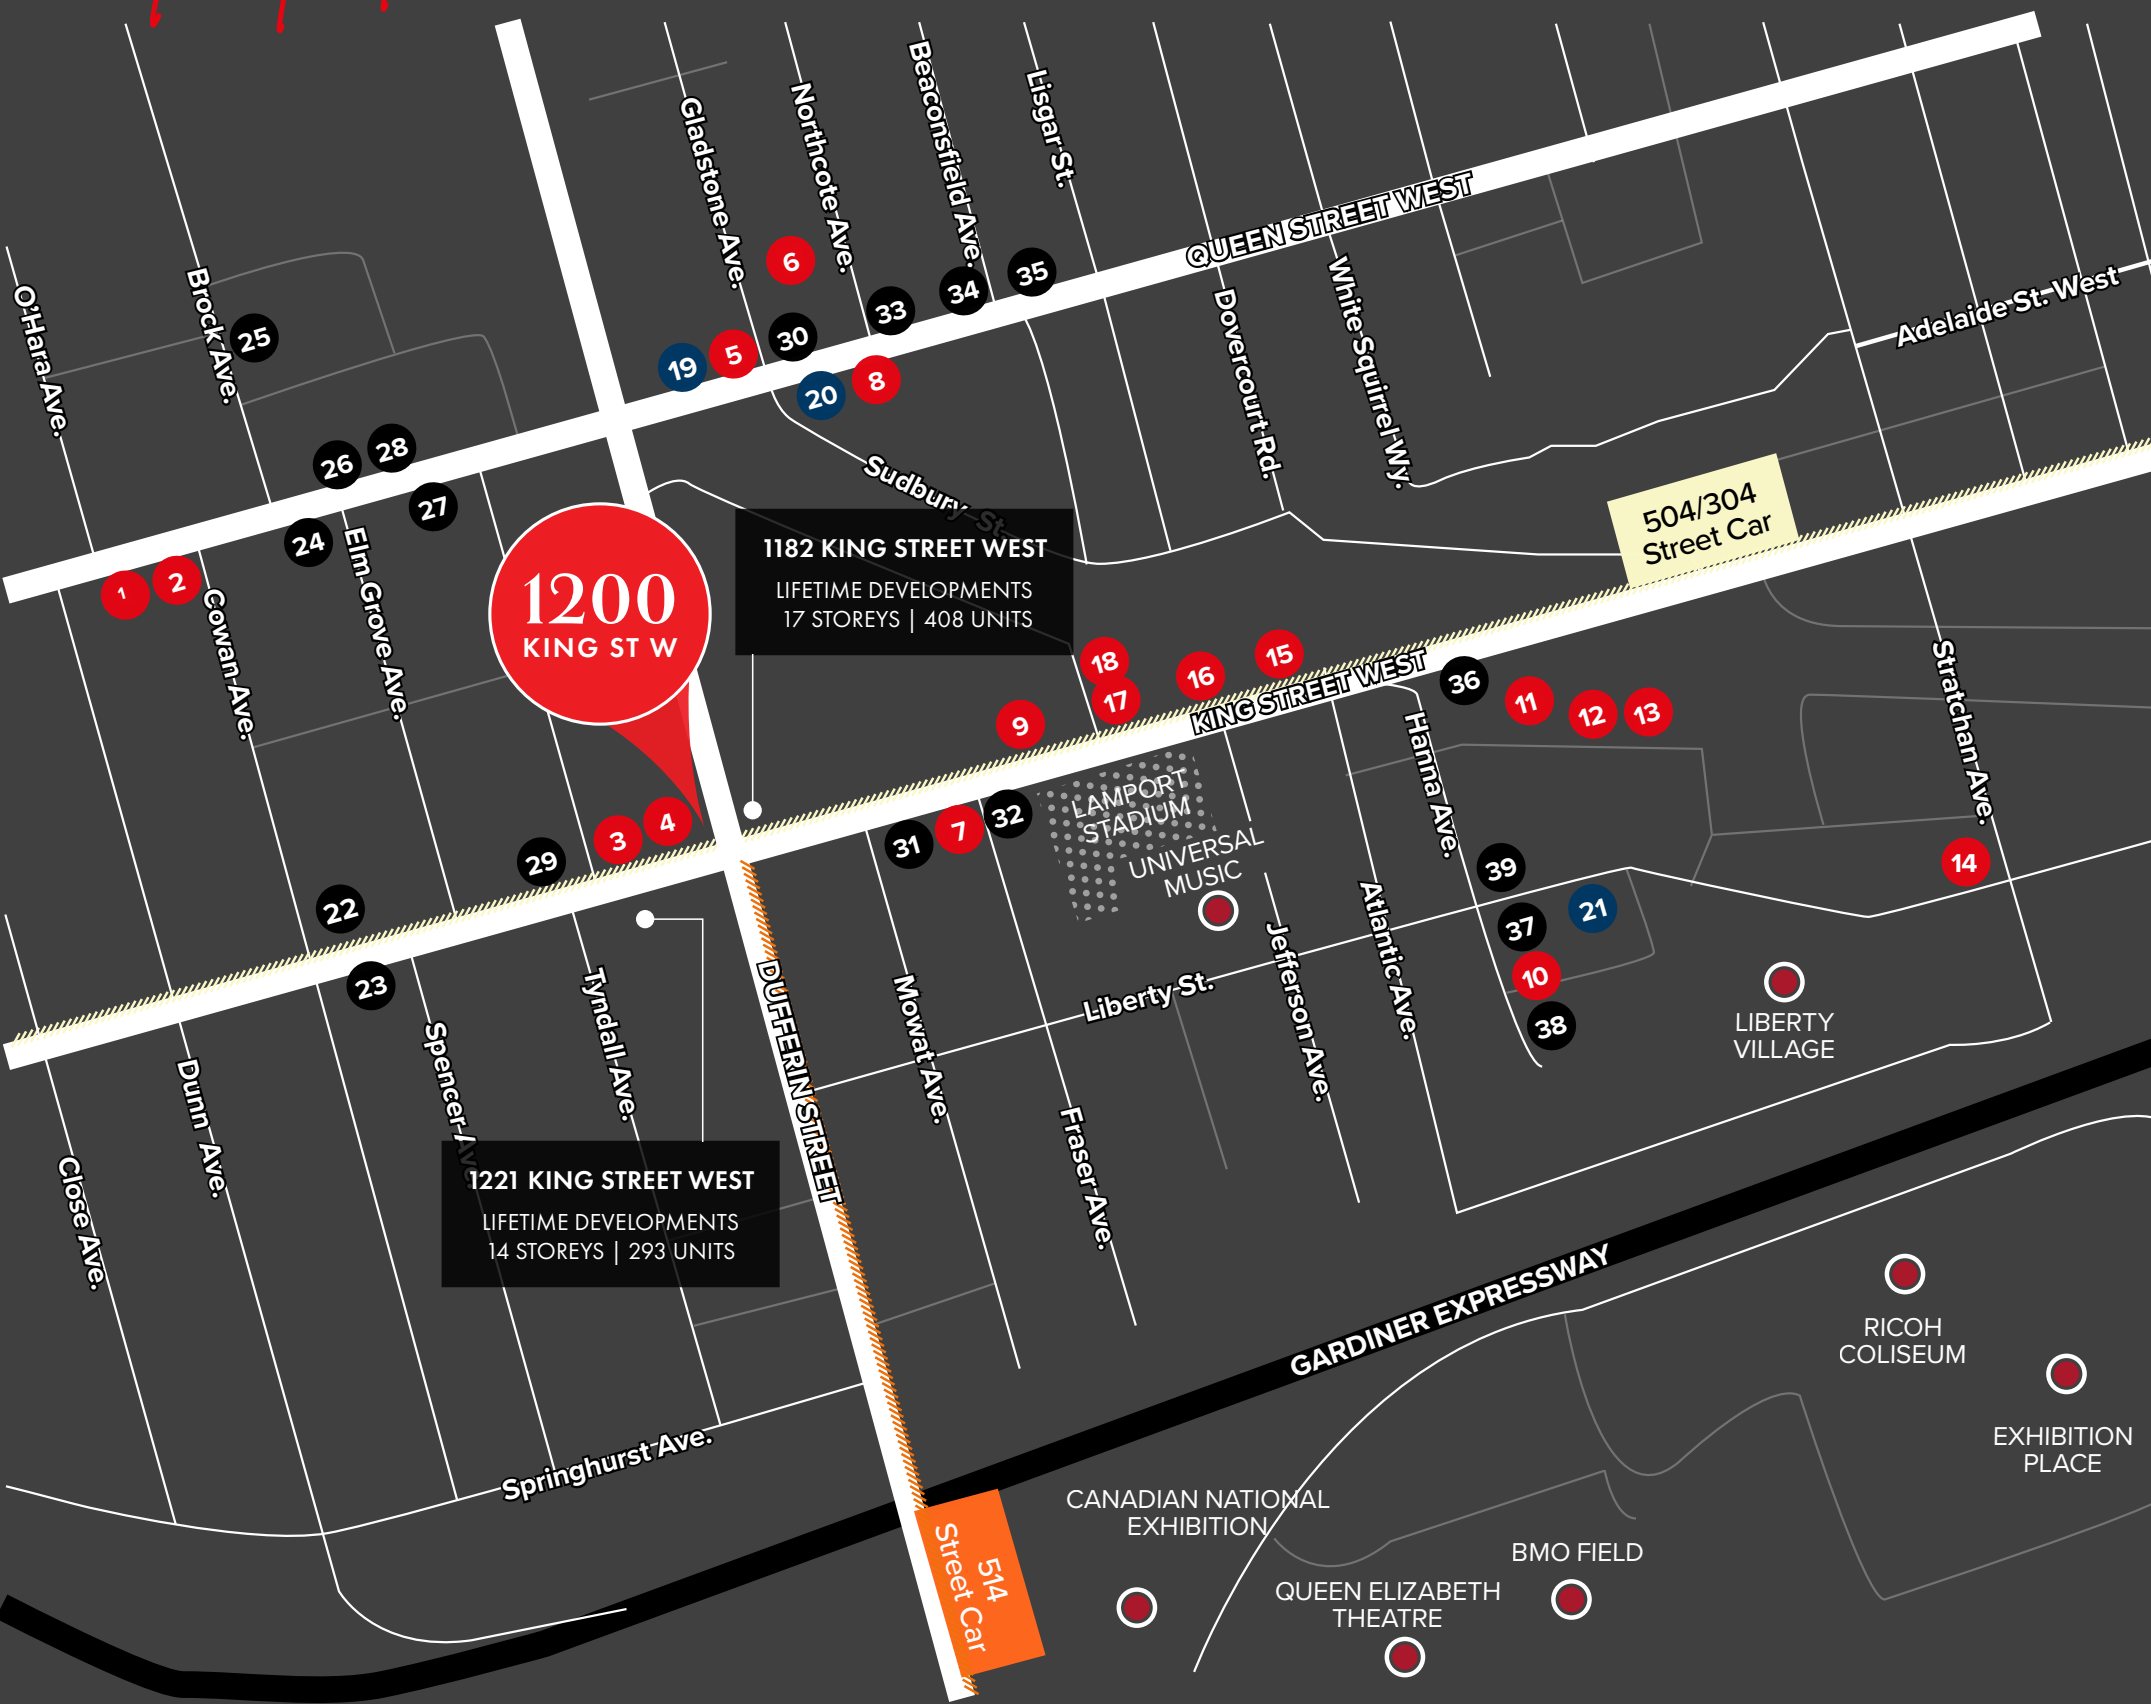 Gladstone Ave.
Northcote Ave.
Beaconsfield Ave.
Lisgar St.
QUEEN STREET WEST
Dovercourt Rd.
White Squirrel Wy.
Adelaide St. West
O'Hara Ave.
Brock Ave.
25
6
19
5
30
33
34
35
20
8
26
28
27
24
1
2
Cowan Ave.
Elm Grove Ave.
Sudbury St.
504/304
Street Car
1200
KING ST W
1182 KING STREET WEST
LIFETIME DEVELOPMENTS
17 STOREYS | 408 UNITS
9
18
17
16
15
KING STREET WEST
36
11
12
13
Strachan Ave.
14
Hanna Ave.
LAMPORT
STADIUM
UNIVERSAL
MUSIC
3
4
29
31
7
32
22
23
39
21
37
10
38
Close Ave.
Dunn Ave.
Spencer Ave.
Tyndall Ave.
DUFFERIN STREET
Mowat Ave.
Liberty St.
Fraser Ave.
Jefferson Ave.
Atlantic Ave.
LIBERTY
VILLAGE
1221 KING STREET WEST
LIFETIME DEVELOPMENTS
14 STOREYS | 293 UNITS
GARDINER EXPRESSWAY
RICOH
COLISEUM
EXHIBITION
PLACE
Springhurst Ave.
514
Street Car
CANADIAN NATIONAL
EXHIBITION
BMO FIELD
QUEEN ELIZABETH
THEATRE